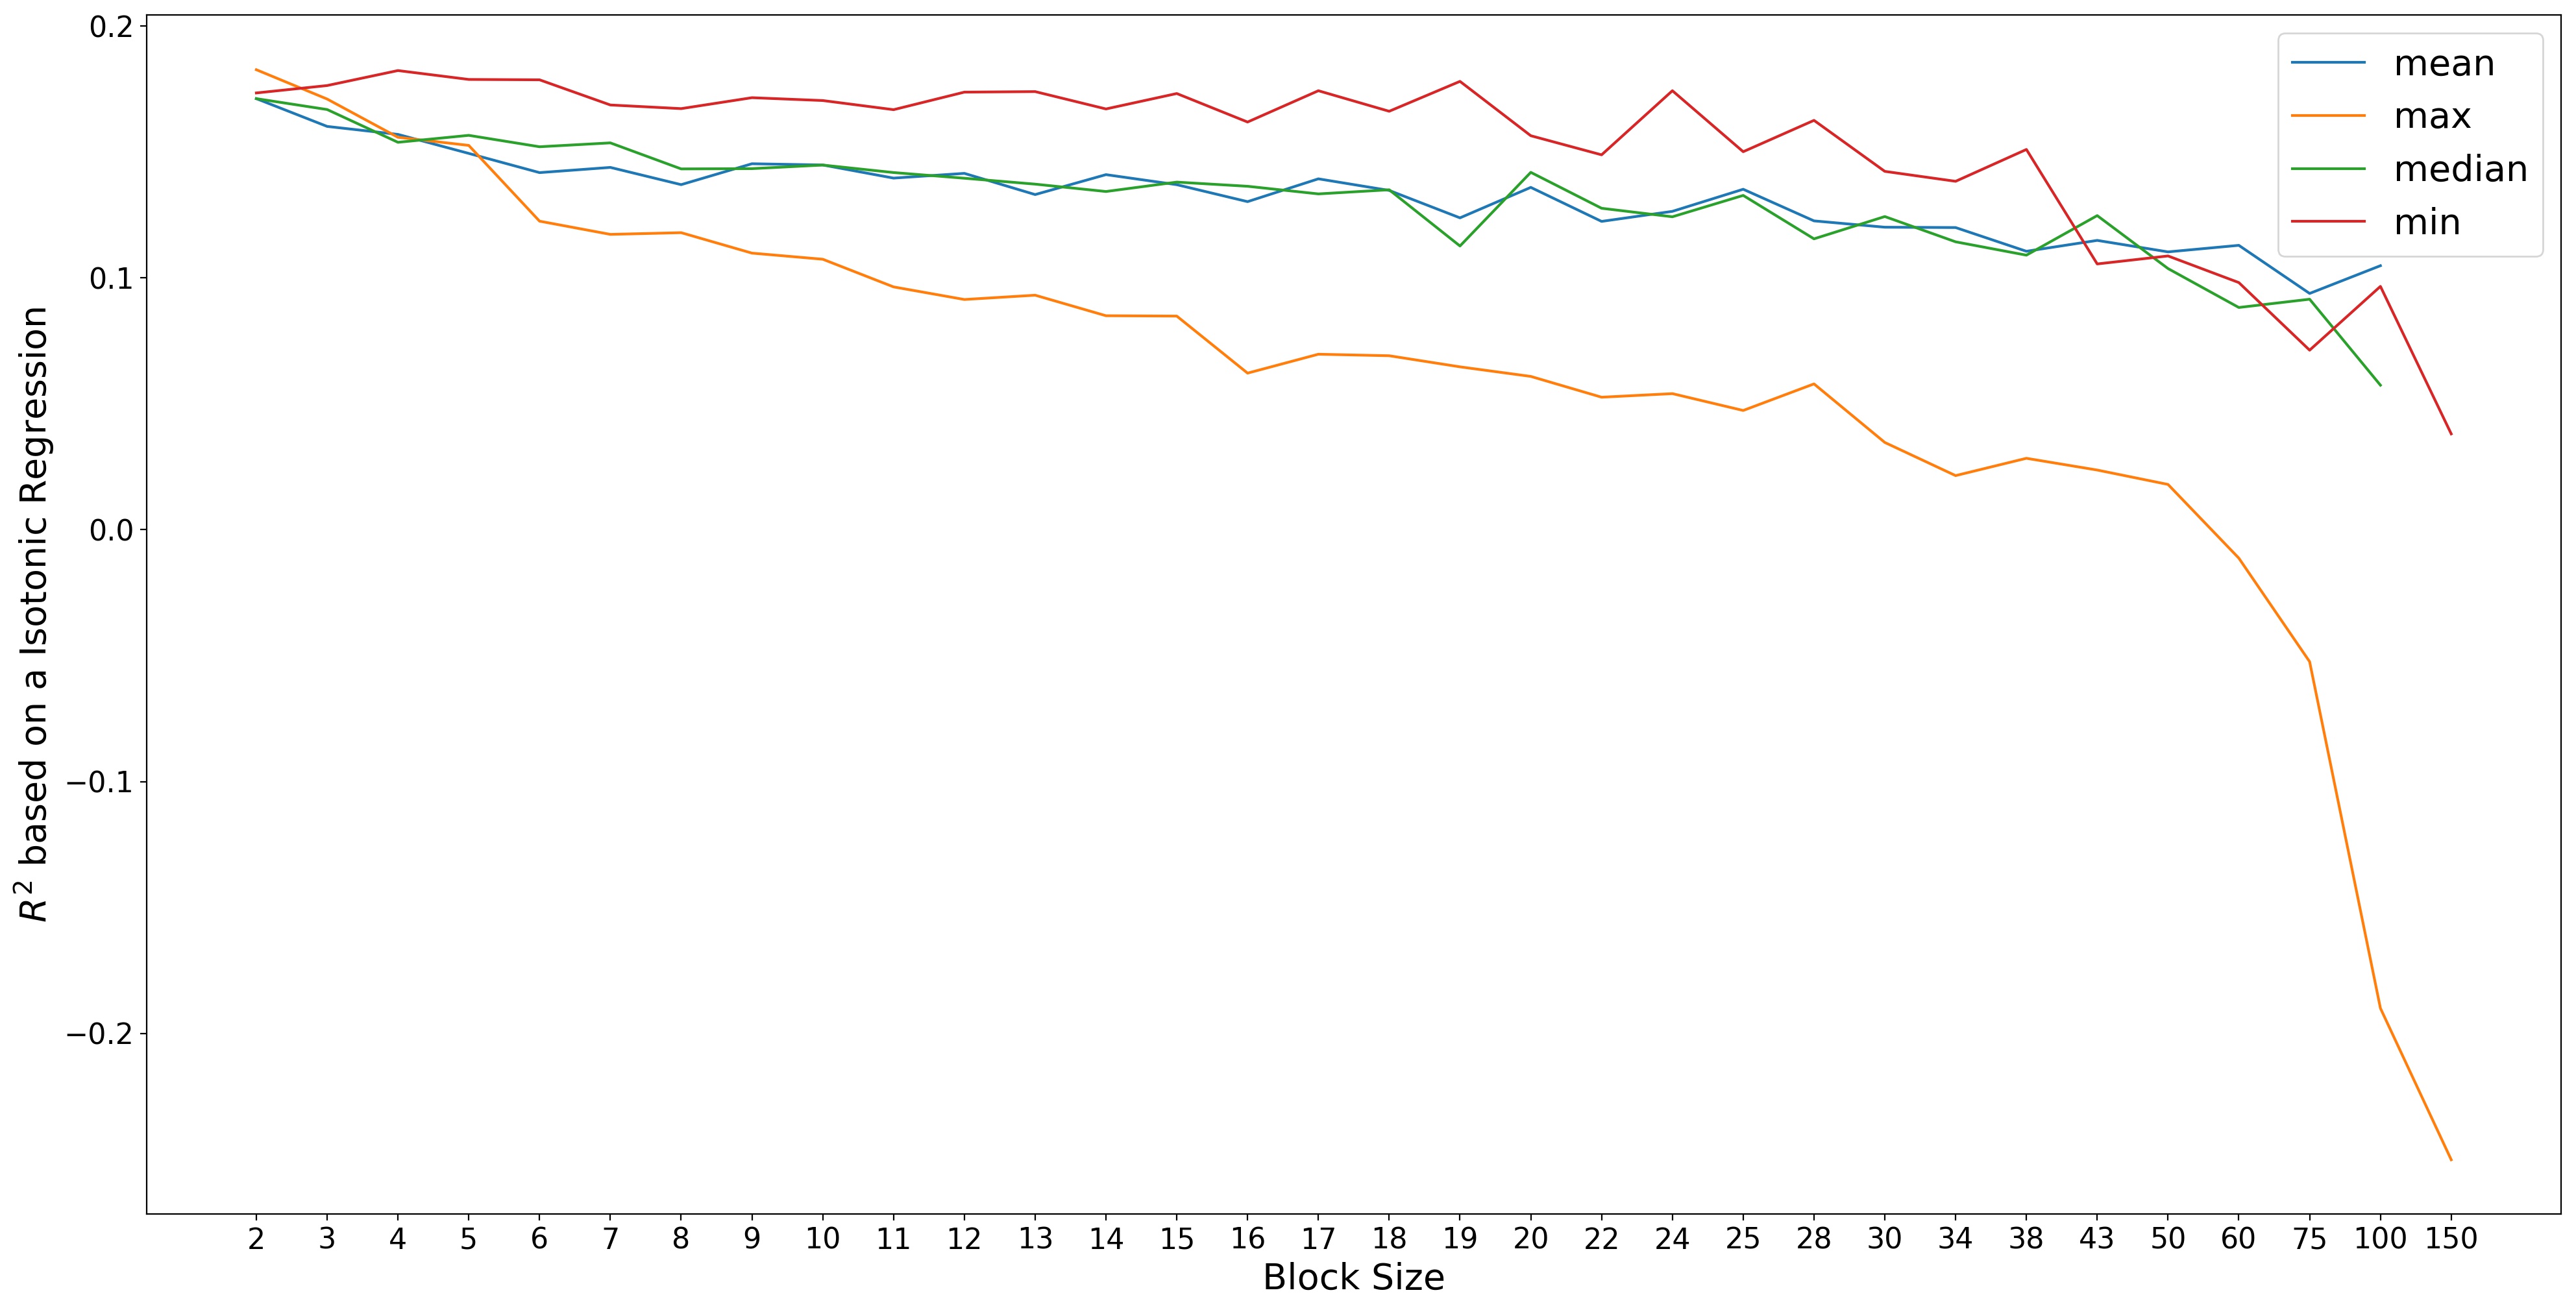 R² based on a Isotonic Regression
0.2
0.1
0.0
−0.1
−0.2
mean
max
median
min
2 3 4 5 6 7 8 9 10 11 12 13 14 15 16 17 18 19 20 22 24 25 28 30 34 38 43 50 60 75 100 150
Block Size